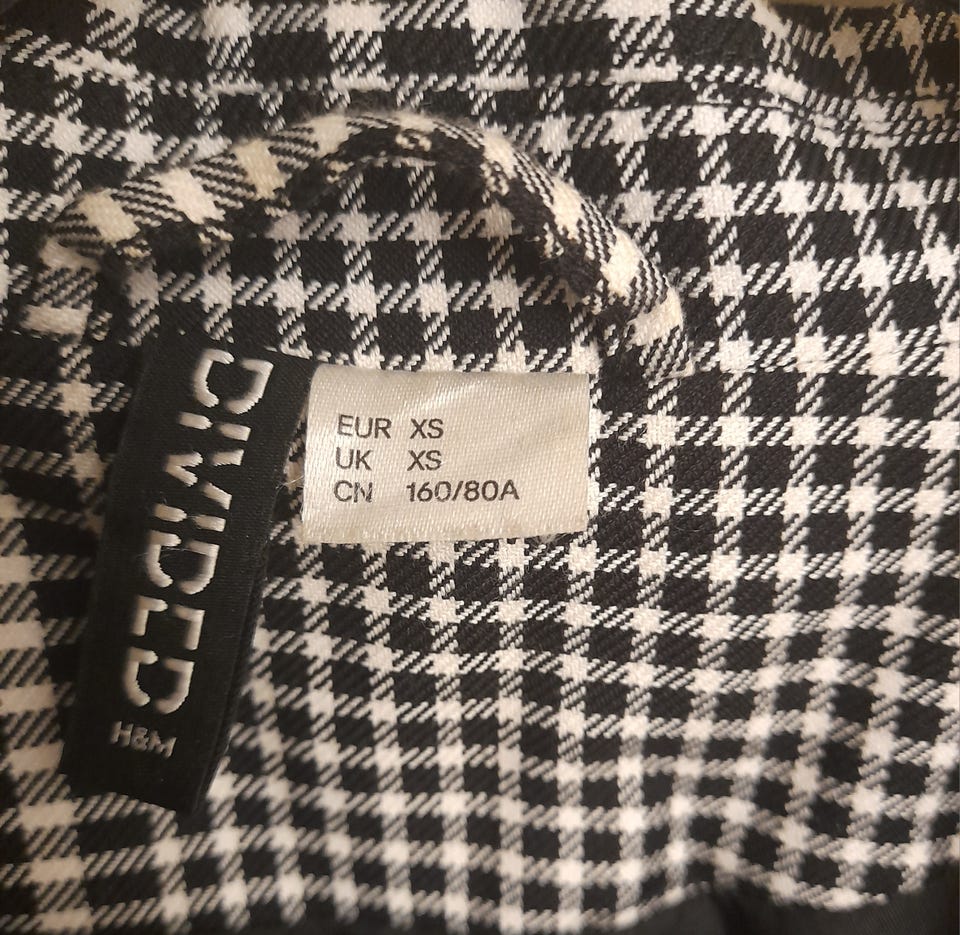 DIVIDED
H&M
EUR XS
UK XS
CN 160/80A